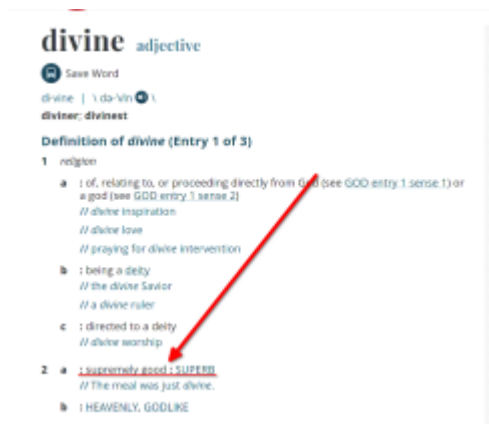 divine adjective
Save Word
di·vine | \ də-ˈvīn \
diviner; divinest
Definition of divine (Entry 1 of 3)
1 religion
a : of, relating to, or proceeding directly from God (see GOD entry 1 sense 1) or
a god (see GOD entry 1 sense 2)
// divine inspiration
// divine love
// praying for divine intervention
b : being a deity
// the divine Savior
// a divine ruler
c : directed to a deity
// divine worship
2 a : supremely good : SUPERB
// The meal was just divine.
b : HEAVENLY, GODLIKE